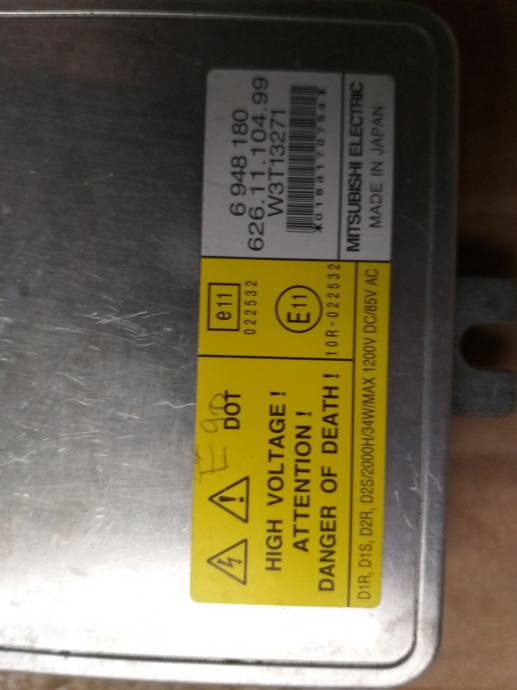 6 948 180
626.11.104.99
W3T13271
MITSUBISHI ELECTRIC
MADE IN JAPAN
e11
022532
E11
10R-022532
E90
DOT
HIGH VOLTAGE!
ATTENTION!
DANGER OF DEATH!
D1R, D1S, D2R, D2S/2000H/34W/MAX 1200V DC/85V AC